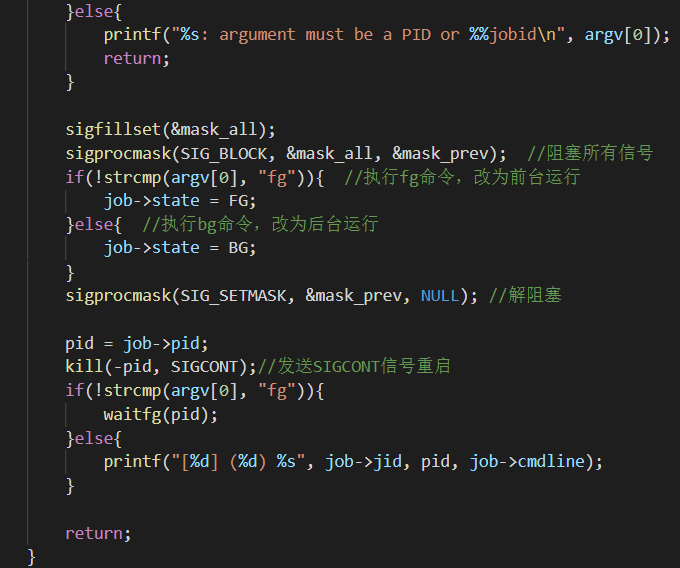 }else{
printf("%s: argument must be a PID or %%jobid\n", argv[0]);
return;
}
sigfillset(&mask_all);
sigprocmask(SIG_BLOCK, &mask_all, &mask_prev);  //阻塞所有信号
if(!strcmp(argv[0], "fg")){  //执行fg命令，改为前台运行
job->state = FG;
}else{  //执行bg命令，改为后台运行
job->state = BG;
}
sigprocmask(SIG_SETMASK, &mask_prev, NULL); //解阻塞
pid = job->pid;
kill(-pid, SIGCONT);//发送SIGCONT信号重启
if(!strcmp(argv[0], "fg")){
waitfg(pid);
}else{
printf("[%d] (%d) %s", job->jid, pid, job->cmdline);
}
return;
}